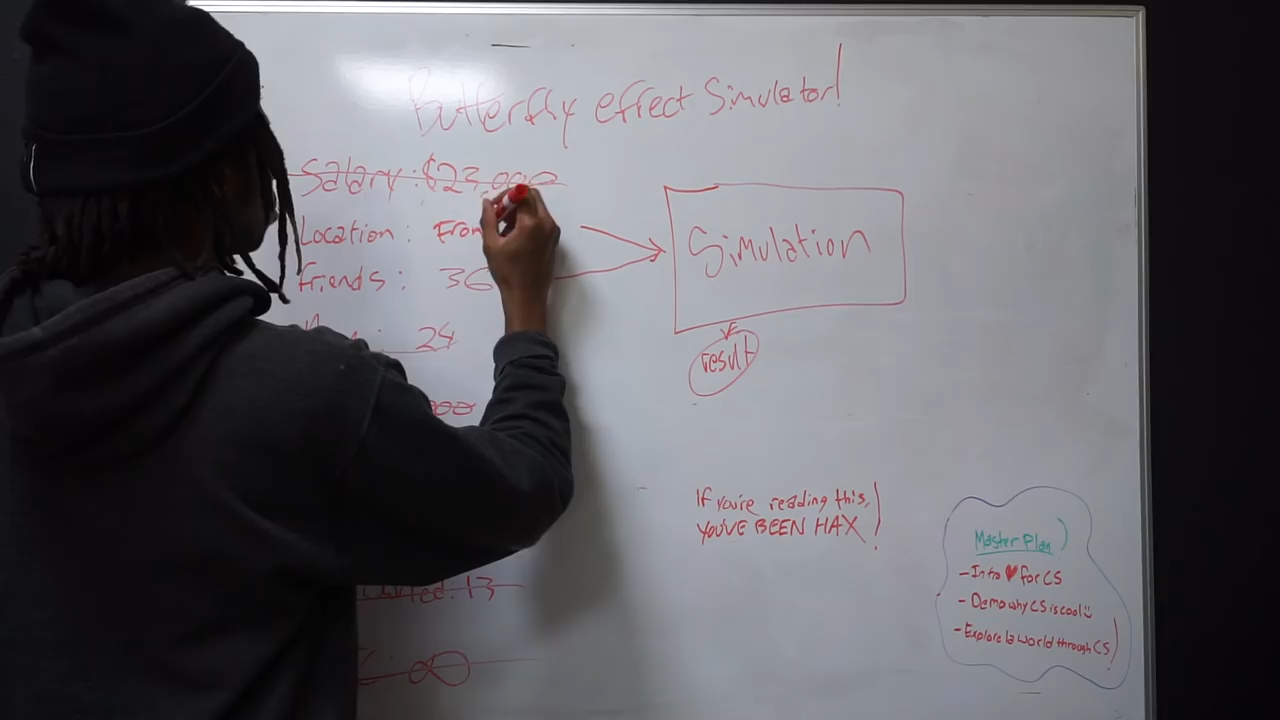 Butterfly effect Simulator!
Salary: $23,000
Location:
friends: 36
24
Simulation
result
If you're reading this,
YOU'VE BEEN HAX!
13
Master Plan
- Intro ♥ for CS
- Demo why CS is cool
- Explore la world through CS